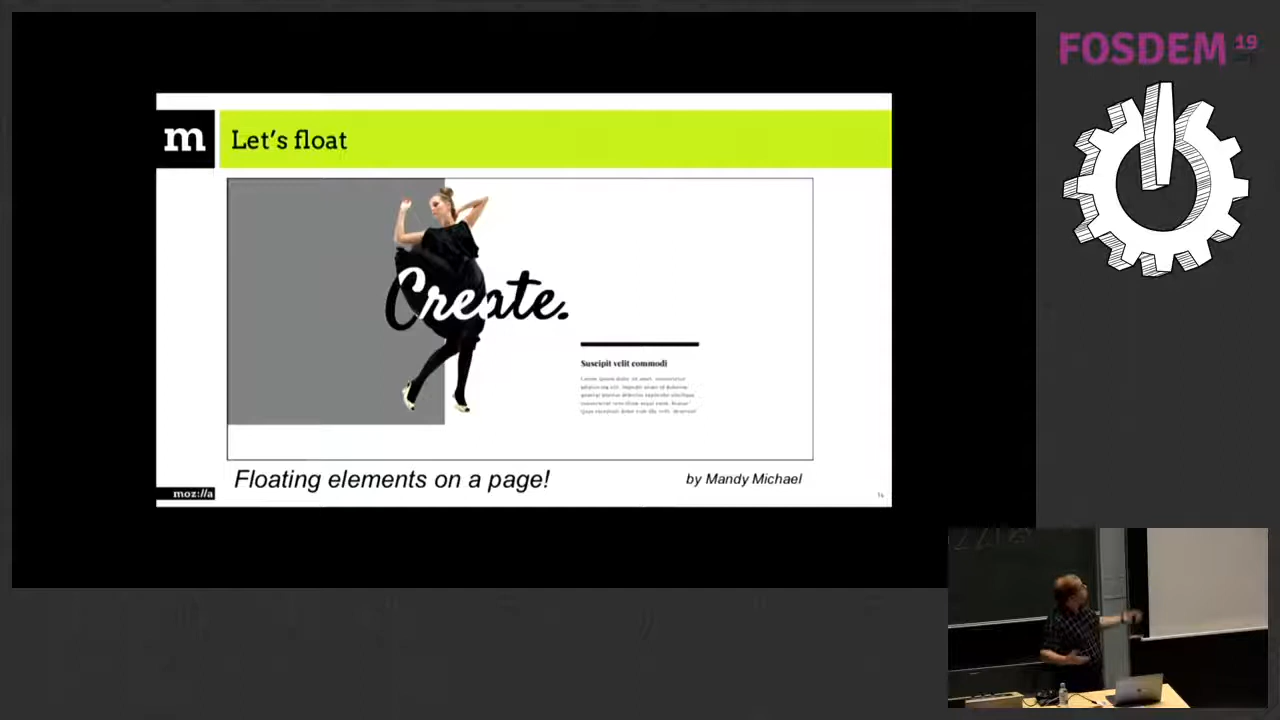 FOSDEM 19
m Let's float
Create.
Suscipit velit commodi
Floating elements on a page!
by Mandy Michael
moz://a